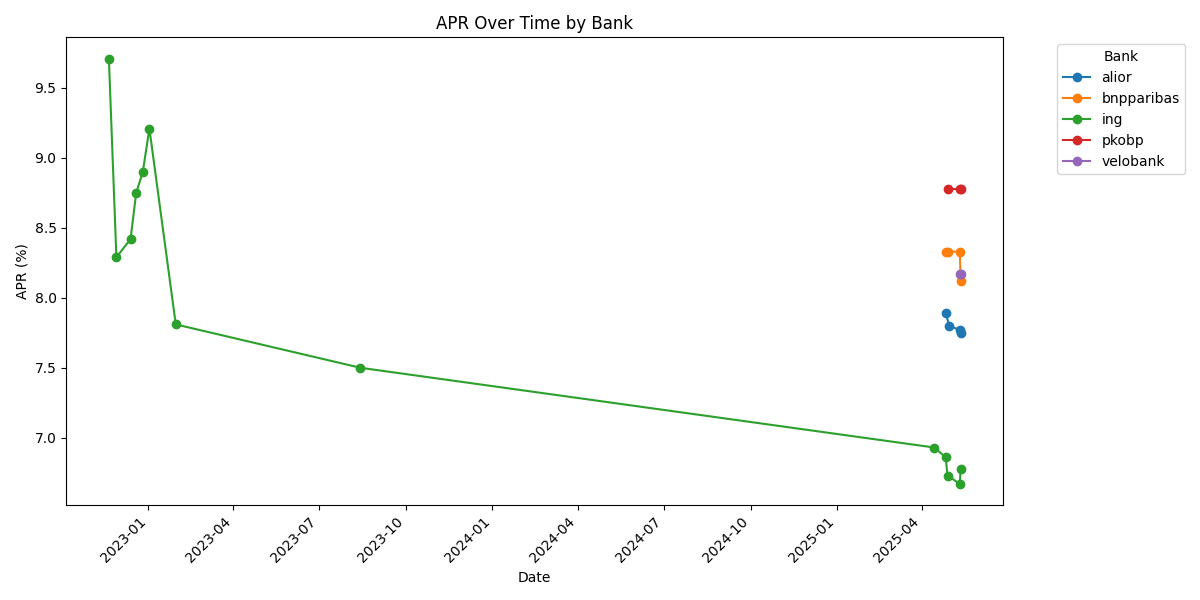 APR Over Time by Bank
APR (%)
9.5
9.0
8.5
8.0
7.5
7.0
2023-01
2023-04
2023-07
2023-10
2024-01
2024-04
2024-07
2024-10
2025-01
2025-04
Date
Bank
alior
bnpparibas
ing
pkobp
velobank